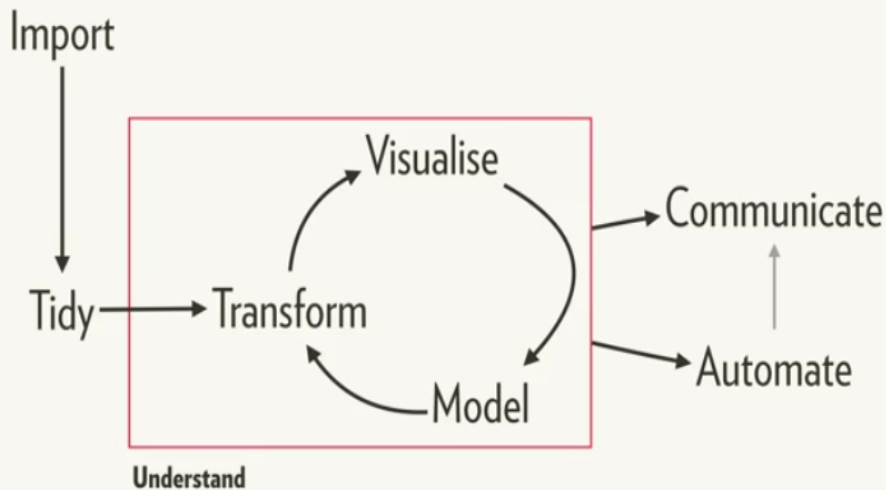 Import
Visualise
Communicate
Tidy
Transform
Automate
Model
Understand